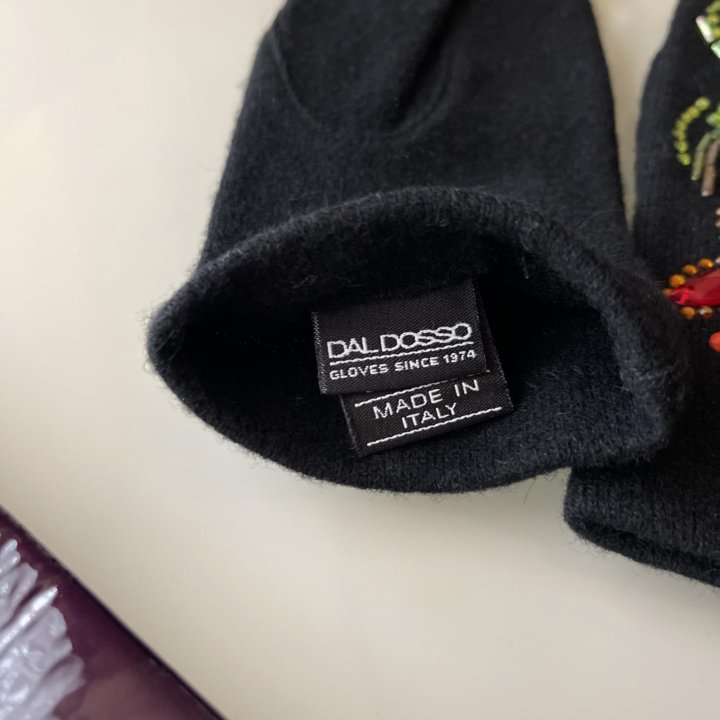 DAL DOSSO
GLOVES SINCE 1974
MADE IN
ITALY